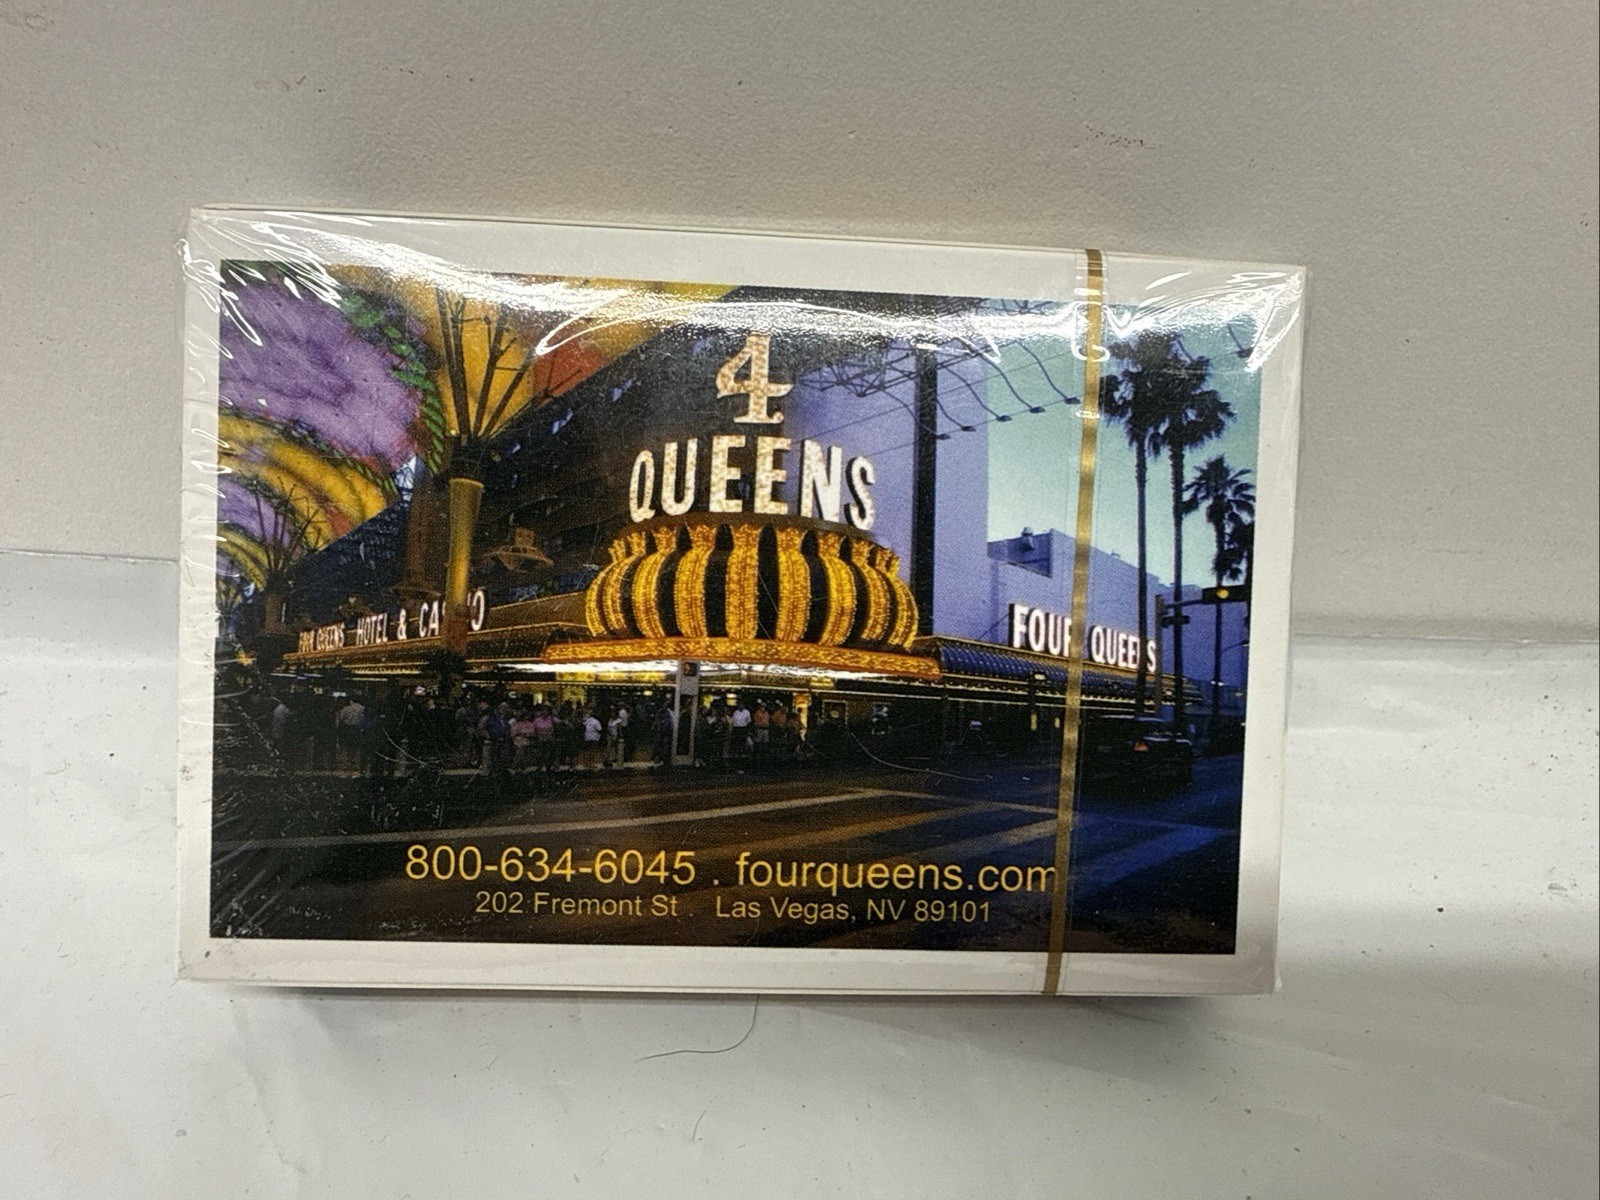 4
QUEENS
FOUR QUEENS HOTEL & CASINO
FOUR QUEENS
800-634-6045 . fourqueens.com
202 Fremont St . Las Vegas, NV 89101